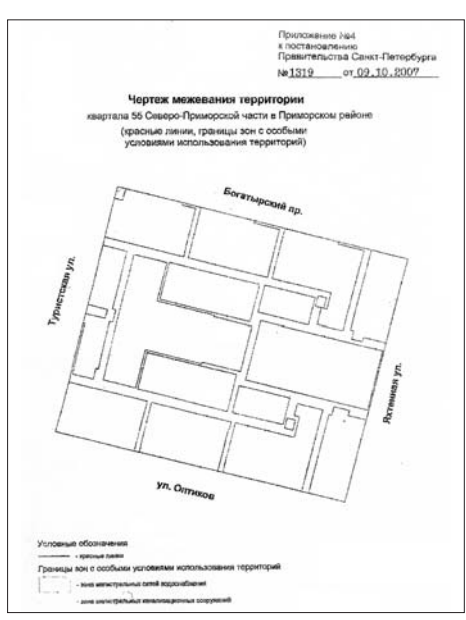 Приложение №4
к постановлению
Правительства Санкт-Петербурга
№ 1319 от 09.10.2007
Чертеж межевания территории
квартала 55 Северо-Приморской части в Приморском районе
(красные линии, границы зон с особыми
условиями использования территорий)
Богатырский пр.
Туристская ул.
Яхтенная ул.
ул. Оптиков
Условные обозначения
- красные линии
Границы зон с особыми условиями использования территорий
- зона магистральных сетей водоснабжения
- зона магистральных канализационных сооружений